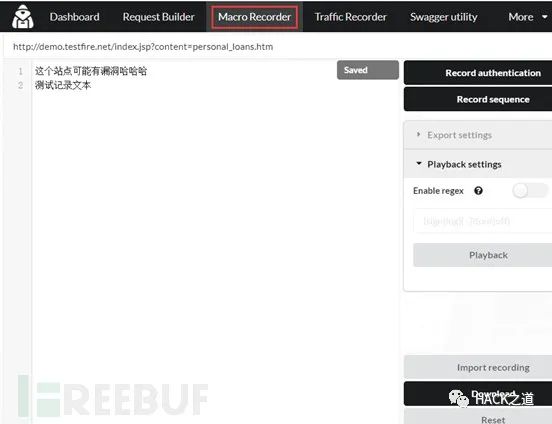 Dashboard Request Builder Macro Recorder Traffic Recorder Swagger utility More
http://demo.testfire.net/index.jsp?content=personal_loans.htm
1 这个站点可能有漏洞哈哈哈
2 测试记录文本
Saved
Record authentication
Record sequence
Export settings
Playback settings
Enable regex ?
Playback
Import recording
Download
Reset
REEBUF
HACK之道